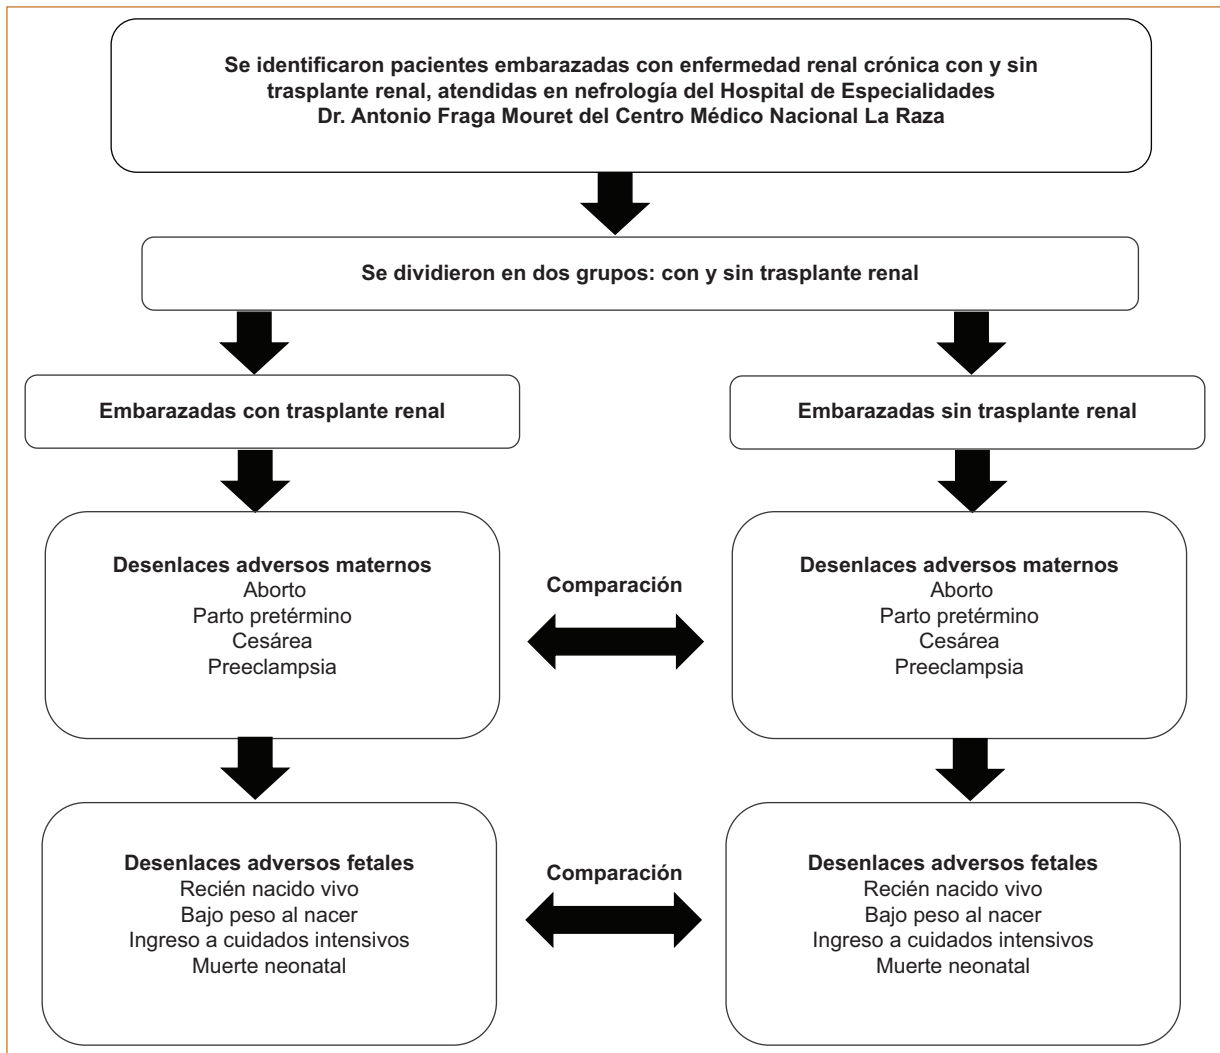 Se identificaron pacientes embarazadas con enfermedad renal crónica con y sin
trasplante renal, atendidas en nefrología del Hospital de Especialidades
Dr. Antonio Fraga Mouret del Centro Médico Nacional La Raza
Se dividieron en dos grupos: con y sin trasplante renal
Embarazadas con trasplante renal
Embarazadas sin trasplante renal
Desenlaces adversos maternos
Aborto
Parto pretérmino
Cesárea
Preeclampsia
Comparación
Desenlaces adversos maternos
Aborto
Parto pretérmino
Cesárea
Preeclampsia
Desenlaces adversos fetales
Recién nacido vivo
Bajo peso al nacer
Ingreso a cuidados intensivos
Muerte neonatal
Comparación
Desenlaces adversos fetales
Recién nacido vivo
Bajo peso al nacer
Ingreso a cuidados intensivos
Muerte neonatal